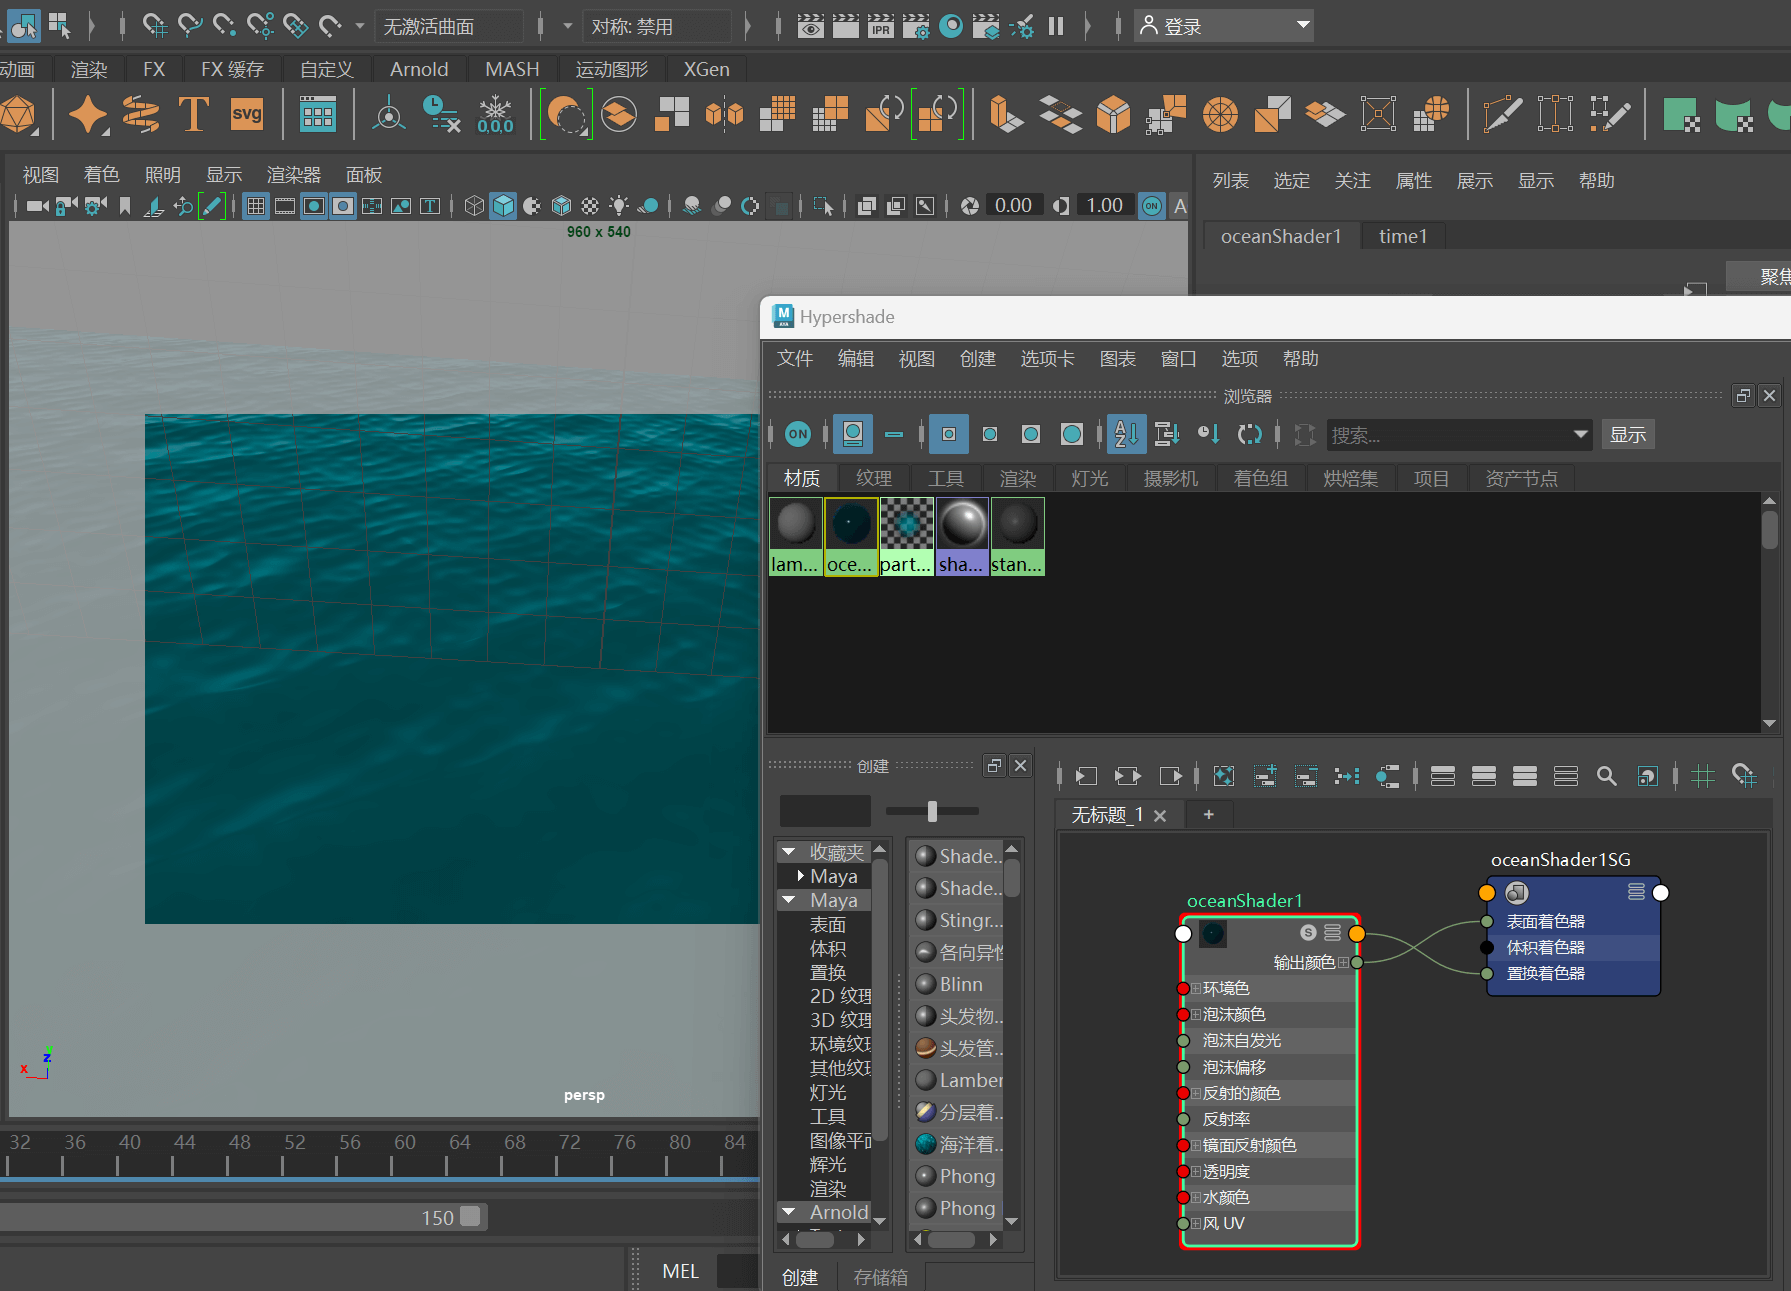 无激活曲面
对称: 禁用
IPR
登录
动画
渲染
FX
FX 缓存
自定义
Arnold
MASH
运动图形
XGen
T
svg
0,0,0
视图
着色
照明
显示
渲染器
面板
0.00
1.00
ON
A
960 x 540
persp
x
z
列表
选定
关注
属性
展示
显示
帮助
oceanShader1
time1
聚焦
M
Hypershade
文件
编辑
视图
创建
选项卡
图表
窗口
选项
帮助
浏览器
ON
搜索...
显示
材质
纹理
工具
渲染
灯光
摄影机
着色组
烘焙集
项目
资产节点
lam...
oce...
part...
sha...
stan...
创建
收藏夹
Maya
Maya
表面
体积
置换
2D 纹理
3D 纹理
环境纹理
其他纹理
灯光
工具
图像平面
辉光
渲染
Arnold
Shade..
Shade..
Stingr...
各向异性
Blinn
头发物..
头发管..
Lamber
分层着..
海洋着..
Phong
Phong
创建
存储箱
无标题_1
+
oceanShader1
S
输出颜色
环境色
泡沫颜色
泡沫自发光
泡沫偏移
反射的颜色
反射率
镜面反射颜色
透明度
水颜色
风 UV
oceanShader1SG
表面着色器
体积着色器
置换着色器
32 36 40 44 48 52 56 60 64 68 72 76 80 84
150
MEL